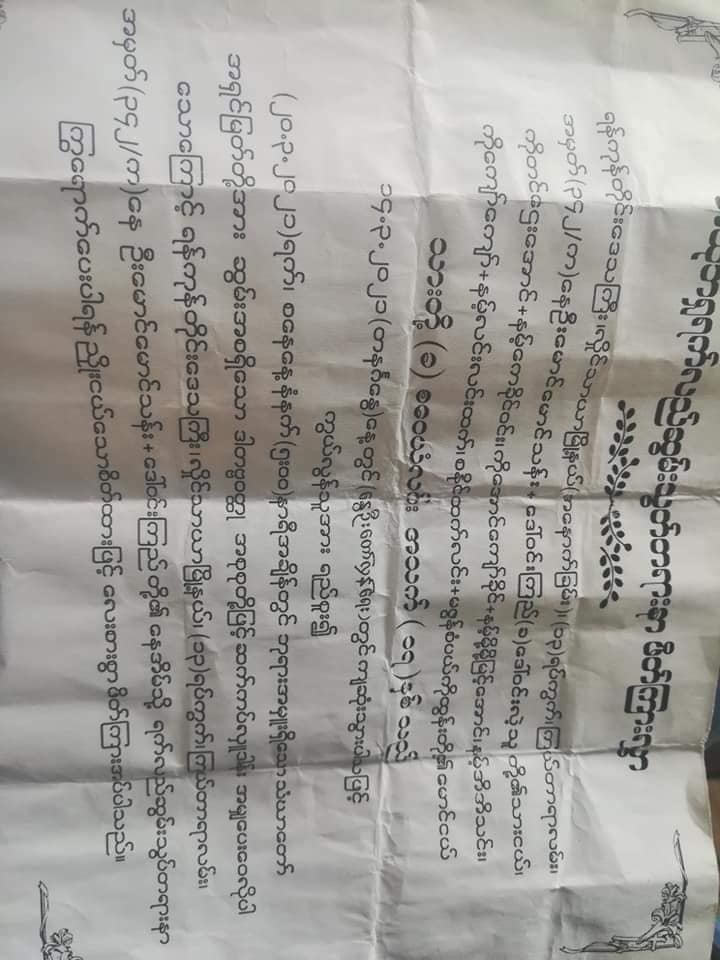 ရက်လည်ဆွမ်းသွတ်တရားနာ ဖိတ်ကြားလွှာ
ရန်ကုန်တိုင်းဒေသကြီး၊လှိုင်သာယာမြို့နယ်(အနောက်ခြမ်း)၊ (၁၃)ရပ်ကွက်၊ကြယ်တာရာလမ်း၊
အမှတ်(၃၄၂/က)နေဦးမောင်မောင်သန်း+ ဒေါ်ဝင်းကြည်(ခ)ဒေါ်ဝင်းလဲ့သူ တို့၏သားငယ်၊
ကိုတင်ဌေးအောင်+နှမ့်ကေခိုင်ဝင်း၊ကိုအောင်ကျော်ခိုင်+နှမ့်မို့မို့မြင့်အောင်၊နှမ့်အိအိသင်း၊
ကိုကျော်ကျော်+နှမ့်လင်းလင်းထက်၊စနိုင်ထက်လင်း+မဇွန်စံပယ်ကိုထွန်းတို့၏ မောင်ငယ်
သားတို့ (ခ) စဝေယံလင်း အသက် (၁၇)နှစ် သည်
၁၄.၃.၂၀၂၁(တနင်္ဂနွေ)နေ့တွင် တွင် ကျဆုံးသွားပါသဖြင့်
ကွယ်လွန်သူအား ရည်စူး၍
(၂၀.၃.၂၀၂၁)ရက်၊ စနေနေ့ နံနက်(၅း၀၀)နာရီအချိန်တွင် ဘုရားအမှူးရှိသော သံဃာတော်
အရှင်မြတ်တို့အား ဆွမ်းအစရှိသော ဒါတဗ္ဗဝတ္ထု အစုစုတို့ဖြင့် ဆက်ကပ်လှူဒါန်း အမျှပေးဝေလိုပါ
သောကြောင့် ရန်ကုန်တိုင်းဒေသကြီး၊လှိုင်သာယာမြို့နယ်၊ (၁၃)ရပ်ကွက်၊ကြယ်တာရာလမ်း၊
အမှတ်(၃၄၂/က)နေ ဦးမောင်မောင်သန်း+ဒေါ်ဝင်းကြည် တို့၏ နေအိမ်သို့ ရက်လည်ဆွမ်းသွပ်တရားနာ
ကြွရောက်ပေးပါရန် ညှိုးငယ်သောစိတ်ထားဖြင့် လေးစားစွာ ဖိတ်ကြားအပ်ပါသည်။